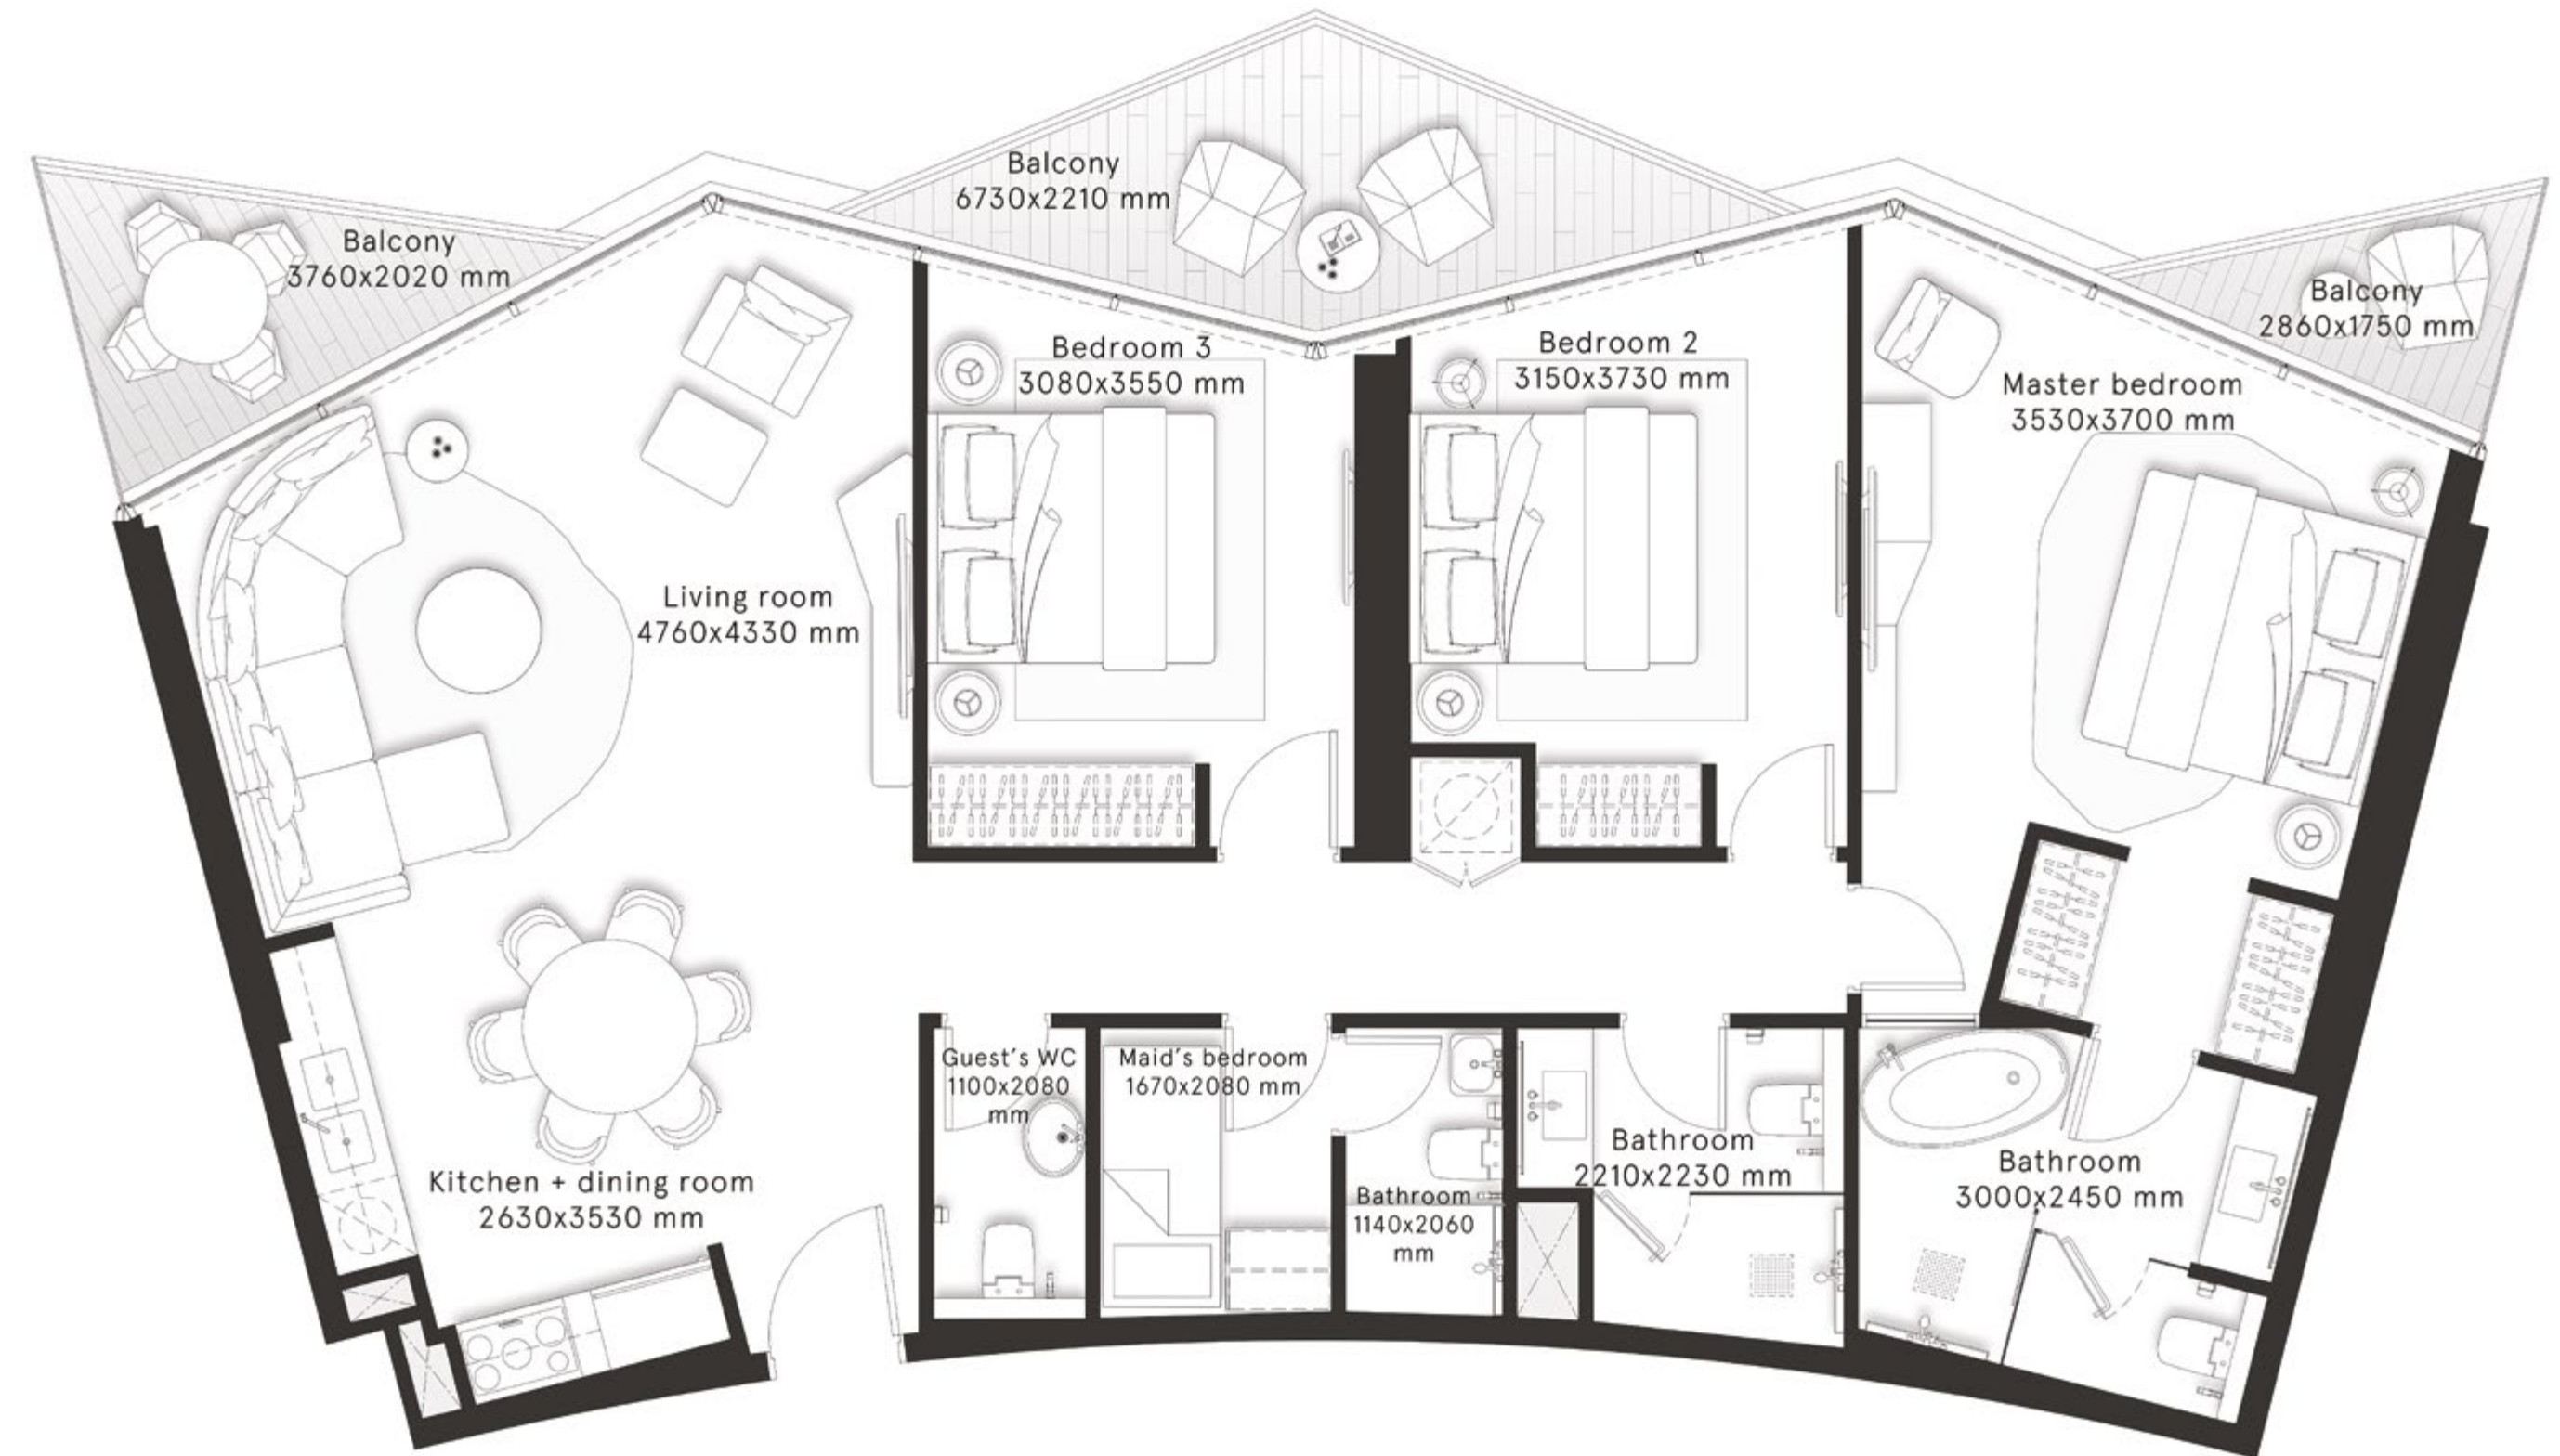 Balcony
3760x2020 mm
Balcony
6730x2210 mm
Balcony
2860x1750 mm
Bedroom 3
3080x3550 mm
Bedroom 2
3150x3730 mm
Master bedroom
3530x3700 mm
Living room
4760x4330 mm
Guest's WC
1100x2080
mm
Maid's bedroom
1670x2080 mm
Bathroom
2210x2230 mm
Bathroom
3000x2450 mm
Kitchen + dining room
2630x3530 mm
Bathroom
1140x2060
mm